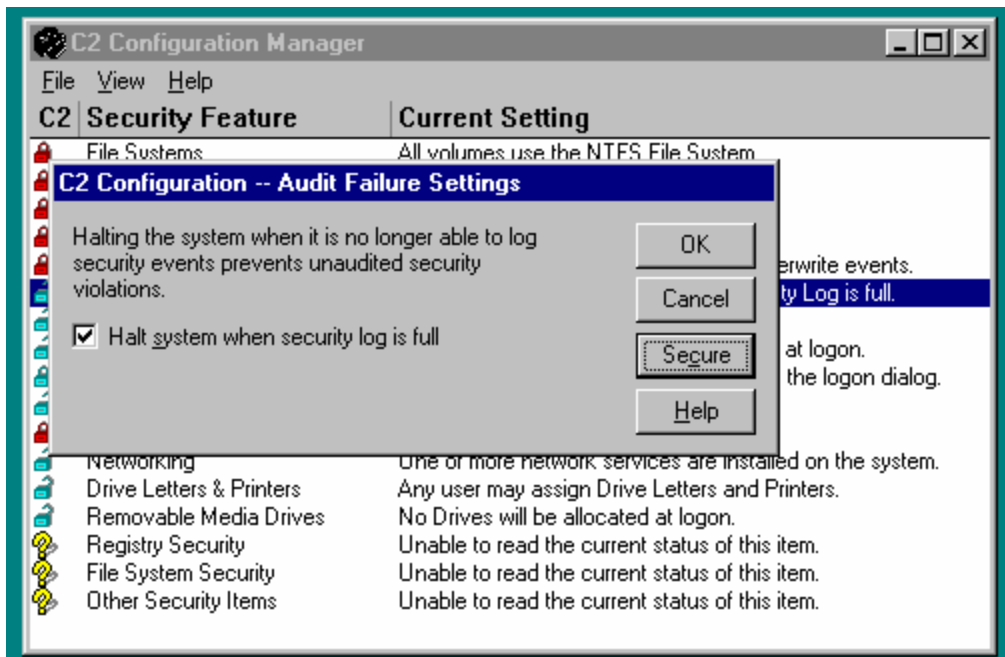 C2 Configuration Manager
File View Help
C2 Security Feature Current Setting
File Systems All volumes use the NTFS File System
C2 Configuration -- Audit Failure Settings
Halting the system when it is no longer able to log
security events prevents unaudited security
violations.
Halt system when security log is full
OK
Cancel
Secure
Help
erwrite events.
ty Log is full.
at logon.
the logon dialog.
Networking One or more network services are installed on the system.
Drive Letters & Printers Any user may assign Drive Letters and Printers.
Removable Media Drives No Drives will be allocated at logon.
Registry Security Unable to read the current status of this item.
File System Security Unable to read the current status of this item.
Other Security Items Unable to read the current status of this item.